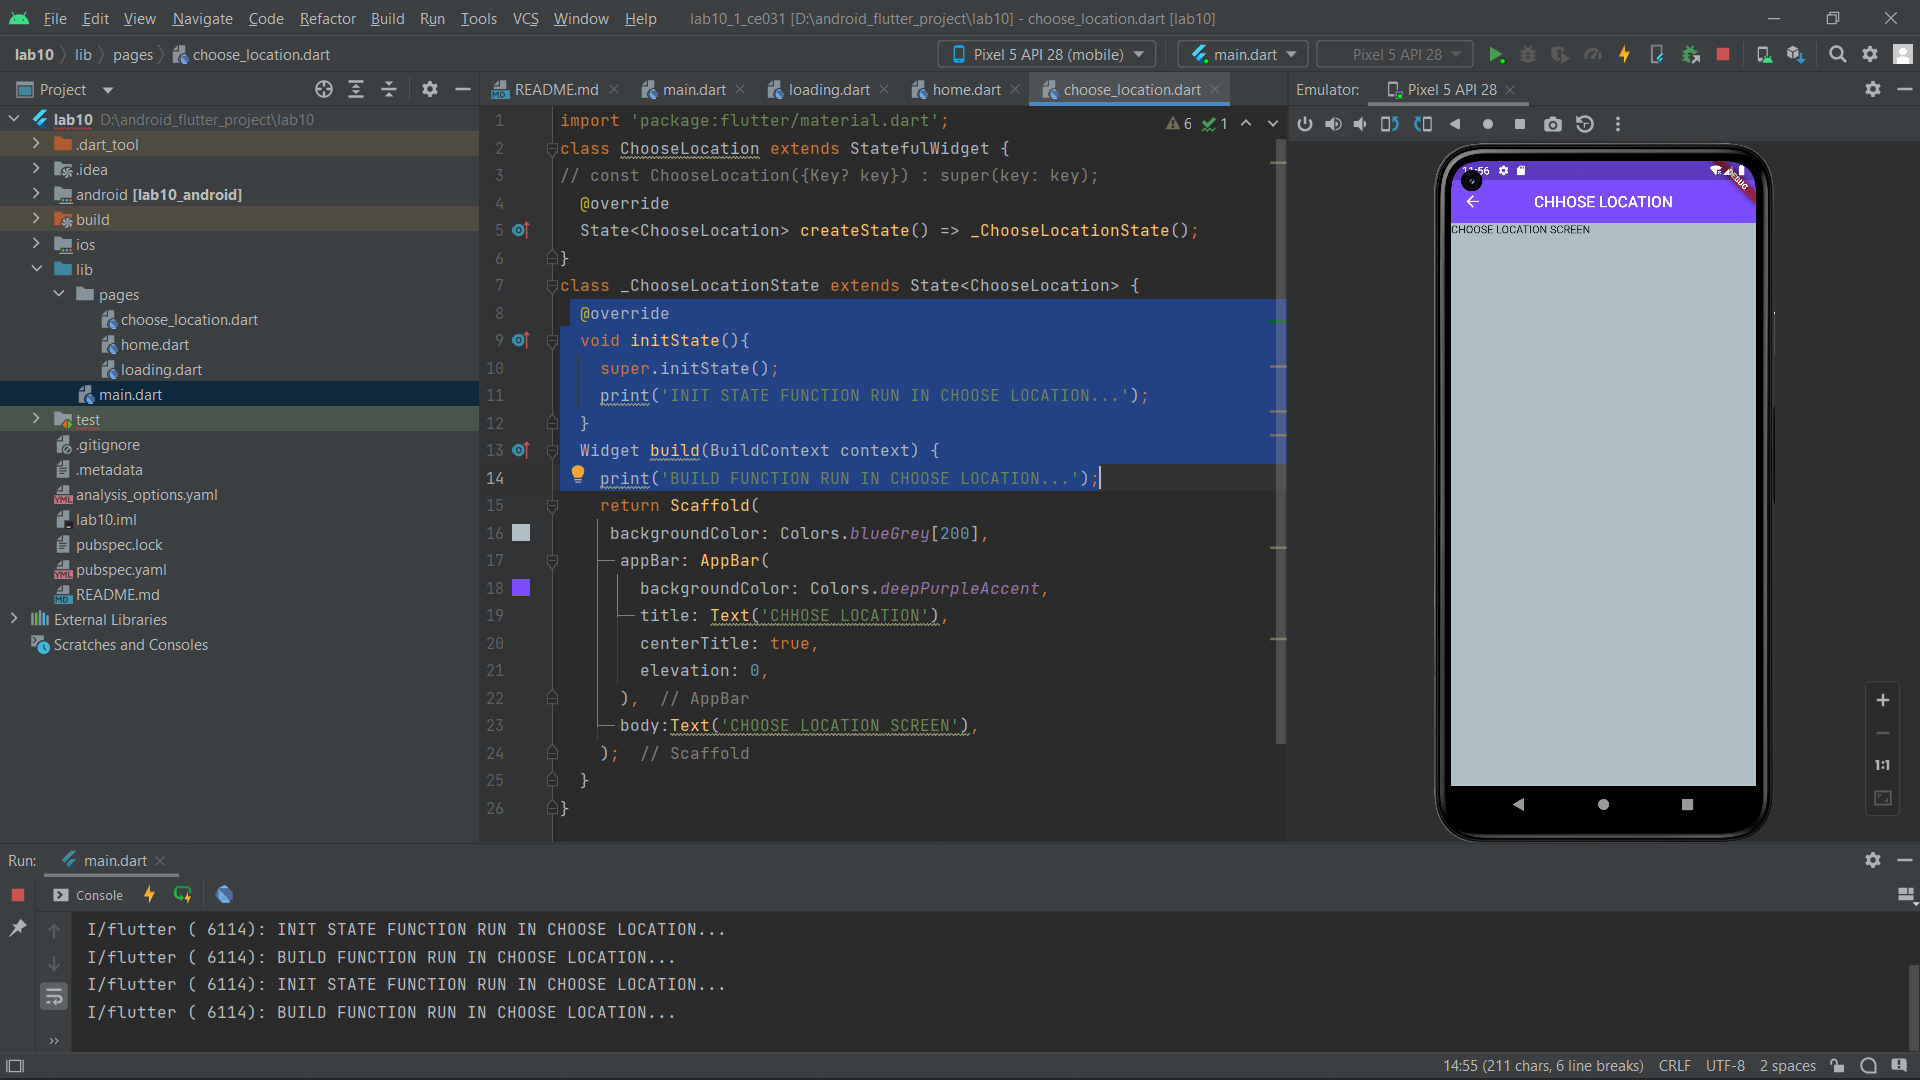 File Edit View Navigate Code Refactor Build Run Tools VCS Window Help lab10_1_ce031 [D:\android_flutter_project\lab10] - choose_location.dart [lab10]
lab10 lib pages choose_location.dart Pixel 5 API 28 (mobile) main.dart Pixel 5 API 28
Project README.md main.dart loading.dart home.dart choose_location.dart Emulator: Pixel 5 API 28
lab10 D:\android_flutter_project\lab10
.dart_tool
.idea
android [lab10_android]
build
ios
lib
pages
choose_location.dart
home.dart
loading.dart
main.dart
test
.gitignore
.metadata
analysis_options.yaml
lab10.iml
pubspec.lock
pubspec.yaml
README.md
External Libraries
Scratches and Consoles
6 1
1 import 'package:flutter/material.dart';
2 class ChooseLocation extends StatefulWidget {
3 // const ChooseLocation({Key? key}) : super(key: key);
4 @override
5 State<ChooseLocation> createState() => _ChooseLocationState();
6 }
7 class _ChooseLocationState extends State<ChooseLocation> {
8 @override
9 void initState(){
10 super.initState();
11 print('INIT STATE FUNCTION RUN IN CHOOSE LOCATION...');
12 }
13 Widget build(BuildContext context) {
14 print('BUILD FUNCTION RUN IN CHOOSE LOCATION...');
15 return Scaffold(
16 backgroundColor: Colors.blueGrey[200],
17 appBar: AppBar(
18 backgroundColor: Colors.deepPurpleAccent,
19 title: Text('CHHOSE LOCATION'),
20 centerTitle: true,
21 elevation: 0,
22 ), // AppBar
23 body:Text('CHOOSE LOCATION SCREEN'),
24 ); // Scaffold
25 }
26 }
DEBUG
CHHOSE LOCATION
CHOOSE LOCATION SCREEN
1:1
Run: main.dart
Console
I/flutter ( 6114): INIT STATE FUNCTION RUN IN CHOOSE LOCATION...
I/flutter ( 6114): BUILD FUNCTION RUN IN CHOOSE LOCATION...
I/flutter ( 6114): INIT STATE FUNCTION RUN IN CHOOSE LOCATION...
I/flutter ( 6114): BUILD FUNCTION RUN IN CHOOSE LOCATION...
14:55 (211 chars, 6 line breaks) CRLF UTF-8 2 spaces